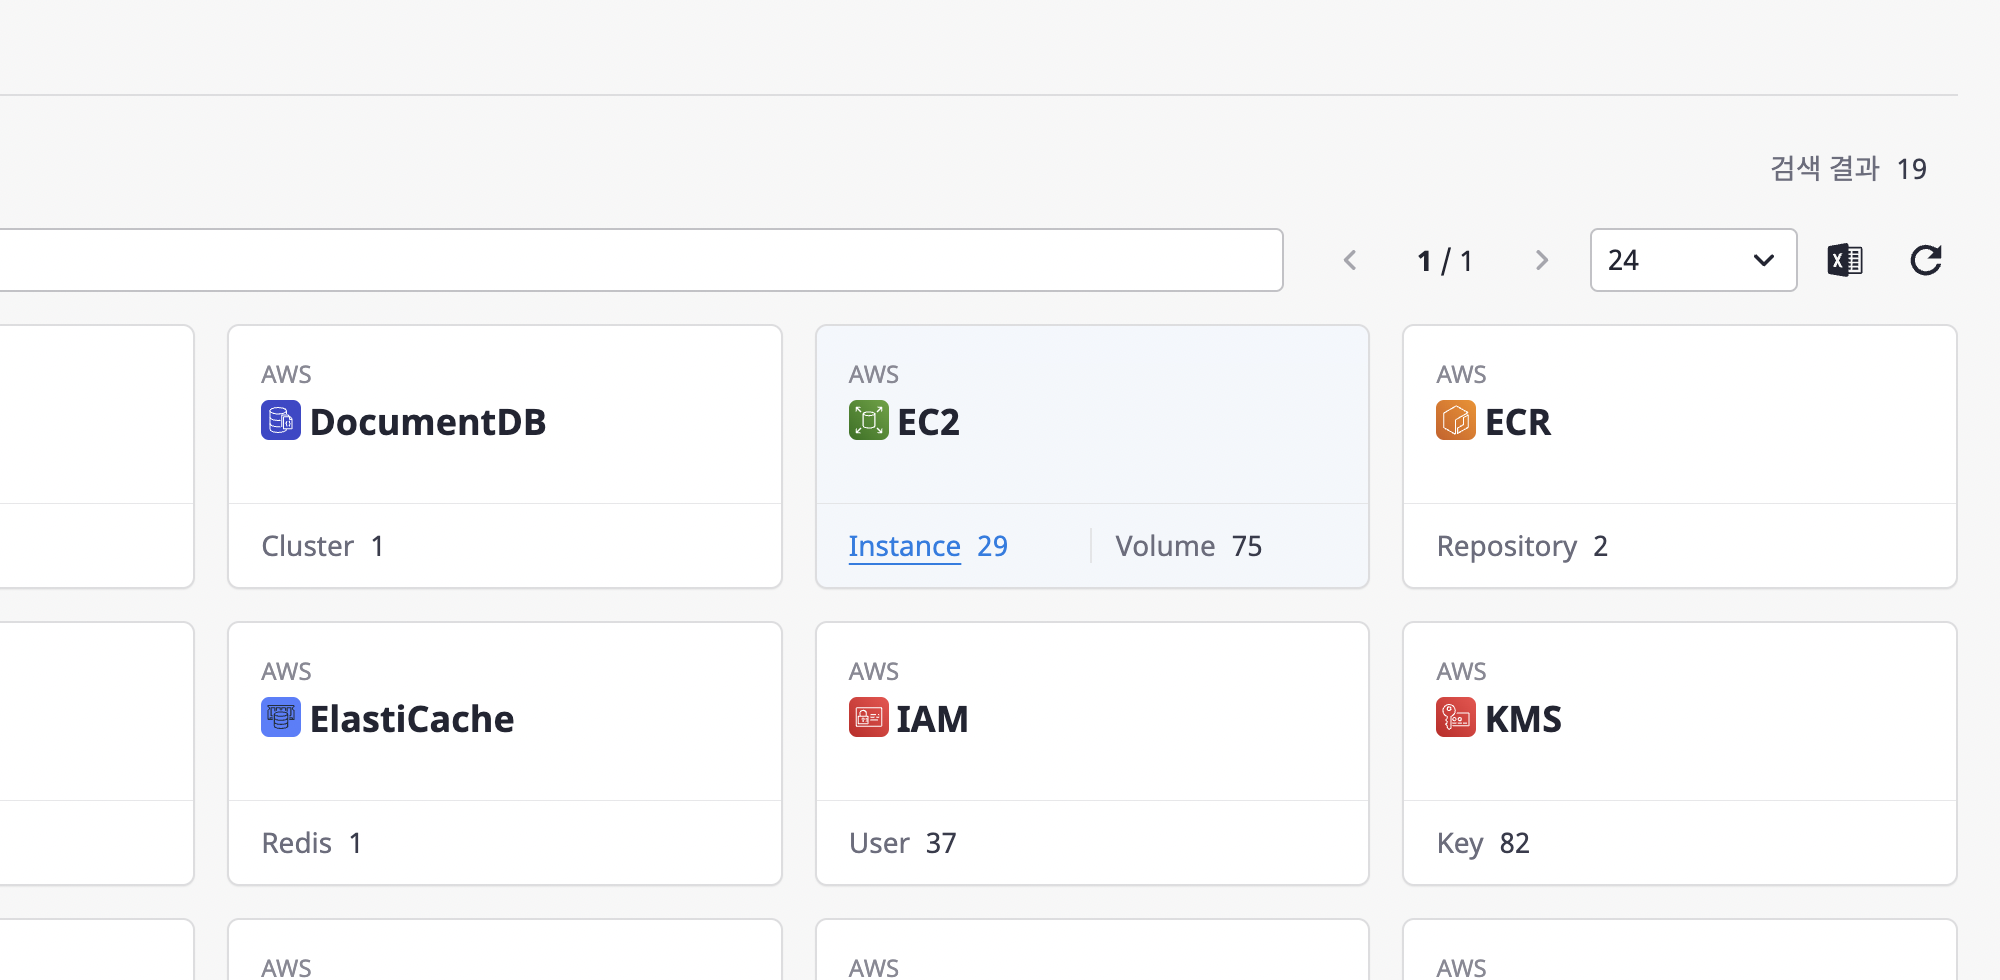 검색 결과 19
1 / 1
24
AWS
DocumentDB
Cluster 1
AWS
EC2
Instance 29
Volume 75
AWS
ECR
Repository 2
AWS
ElastiCache
Redis 1
AWS
IAM
User 37
AWS
KMS
Key 82
AWS
AWS
AWS